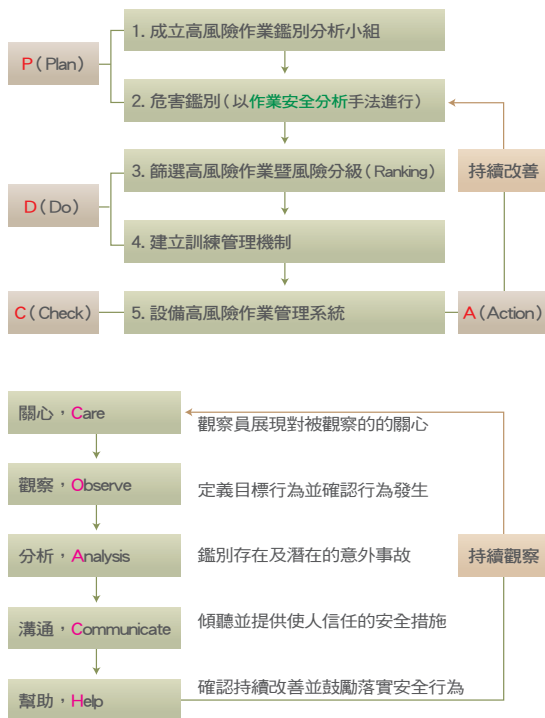 1. 成立高風險作業鑑別分析小組
P（Plan）
2. 危害鑑別（以作業安全分析手法進行）
3. 篩選高風險作業暨風險分級（Ranking）
持續改善
D（Do）
4. 建立訓練管理機制
C（Check）
5. 設備高風險作業管理系統
A（Action）
關心，Care
觀察員展現對被觀察的的關心
觀察，Observe
定義目標行為並確認行為發生
分析，Analysis
鑑別存在及潛在的意外事故
持續觀察
溝通，Communicate
傾聽並提供使人信任的安全措施
幫助，Help
確認持續改善並鼓勵落實安全行為